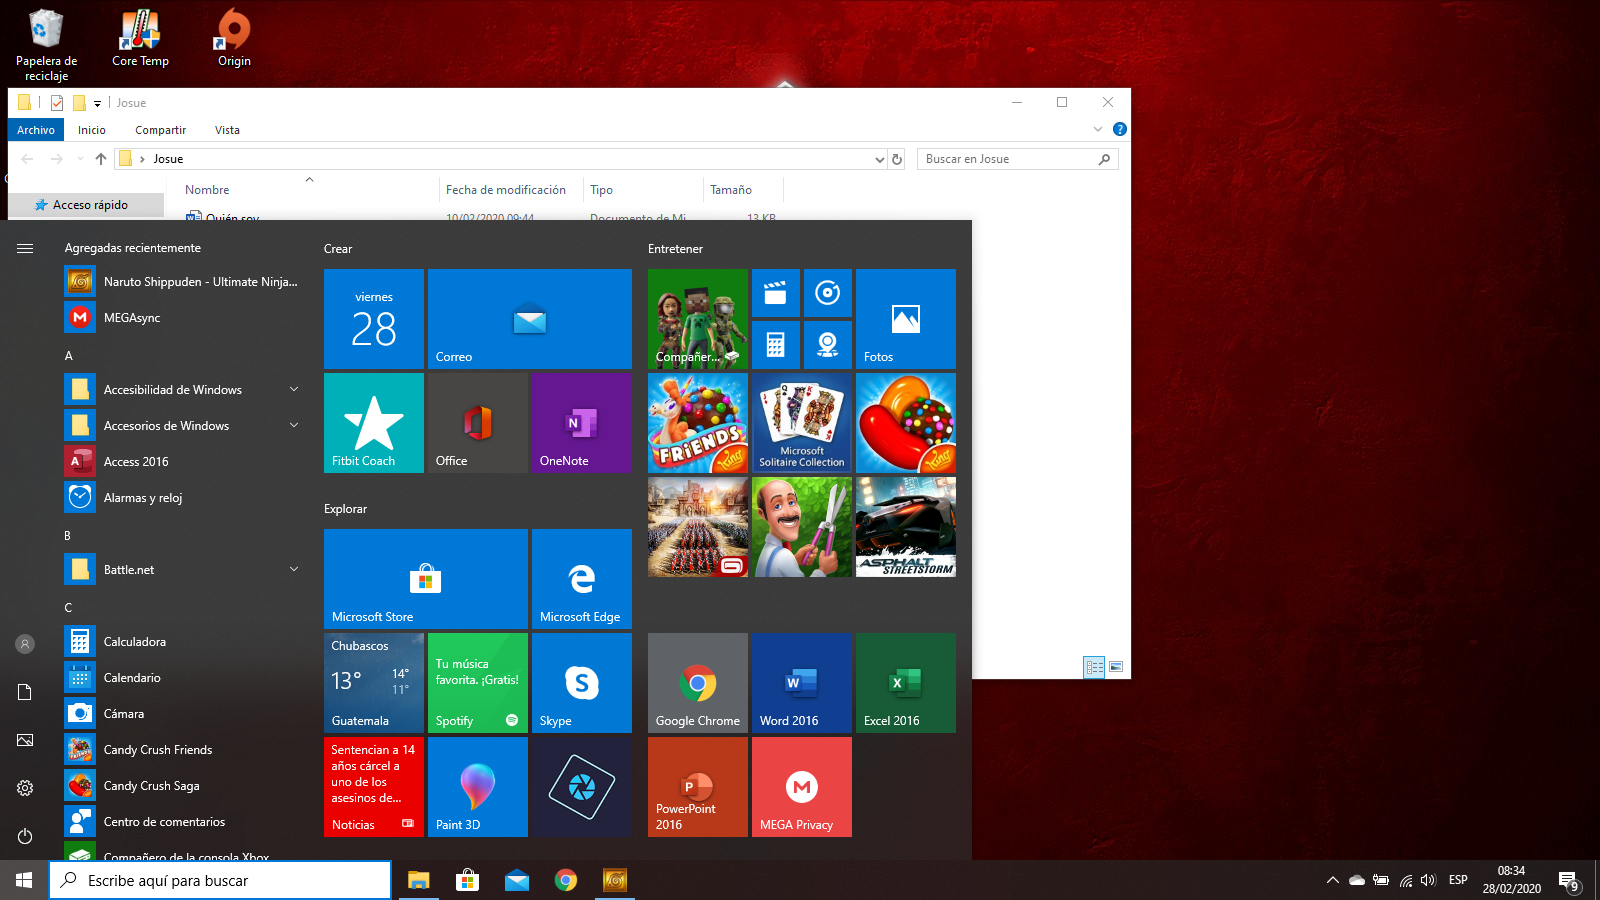 Papelera de
reciclaje
Core Temp
Origin
Josue
Archivo
Inicio
Compartir
Vista
?
Josue
Buscar en Josue
Nombre
Fecha de modificación
Tipo
Tamaño
Acceso rápido
Quién soy
10/02/2020 09:44
Documento de Mi...
13 KB
Agregadas recientemente
Naruto Shippuden - Ultimate Ninja...
MEGAsync
A
Accesibilidad de Windows
Accesorios de Windows
Access 2016
Alarmas y reloj
B
Battle.net
C
Calculadora
Calendario
Cámara
Candy Crush Friends
Candy Crush Saga
Centro de comentarios
Compañero de la consola Xbox
Crear
viernes
28
Correo
Fitbit Coach
Office
OneNote
Explorar
Microsoft Store
Microsoft Edge
Chubascos
13°
14°
11°
Guatemala
Tu música
favorita. ¡Gratis!
Spotify
Skype
Sentencian a 14
años cárcel a
uno de los
asesinos de...
Noticias
Paint 3D
Entretener
Compañer...
Fotos
FRIENDS
King
Microsoft
Solitaire Collection
King
ASPHALT
STREETSTORM
Google Chrome
Word 2016
Excel 2016
PowerPoint
2016
MEGA Privacy
Escribe aquí para buscar
ESP
08:34
28/02/2020
9